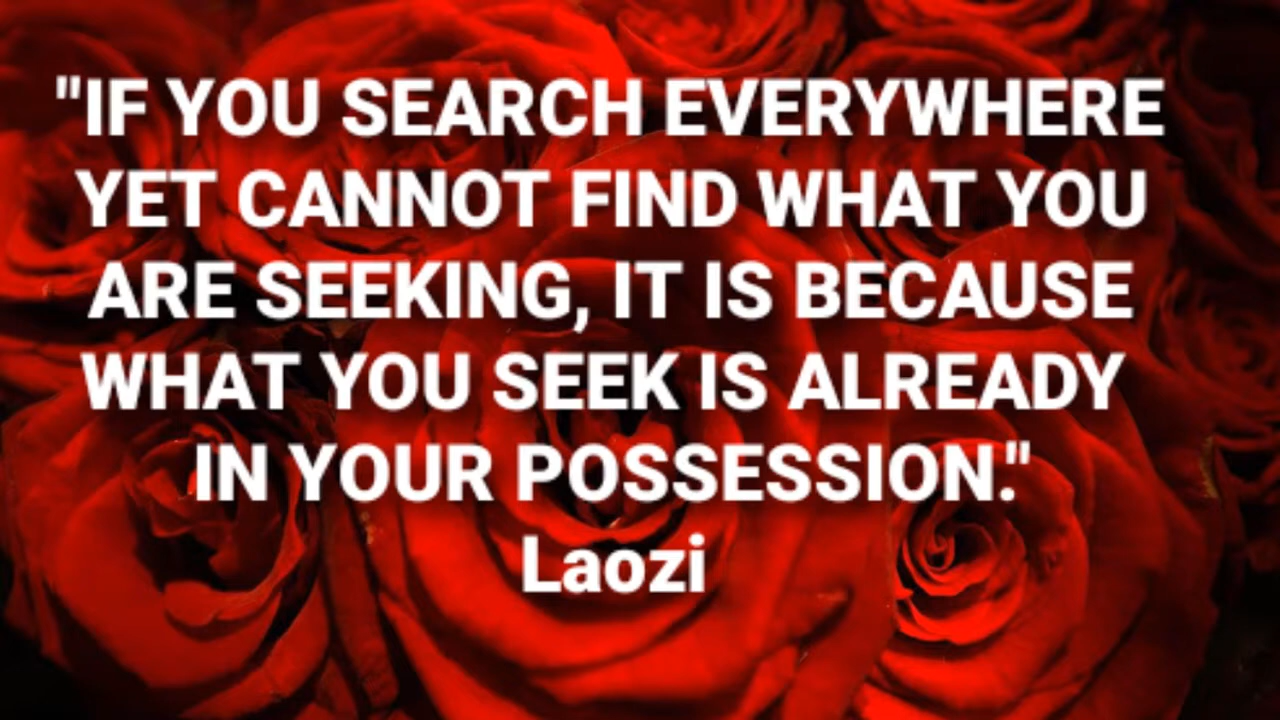 "IF YOU SEARCH EVERYWHERE
YET CANNOT FIND WHAT YOU
ARE SEEKING, IT IS BECAUSE
WHAT YOU SEEK IS ALREADY
IN YOUR POSSESSION."
Laozi